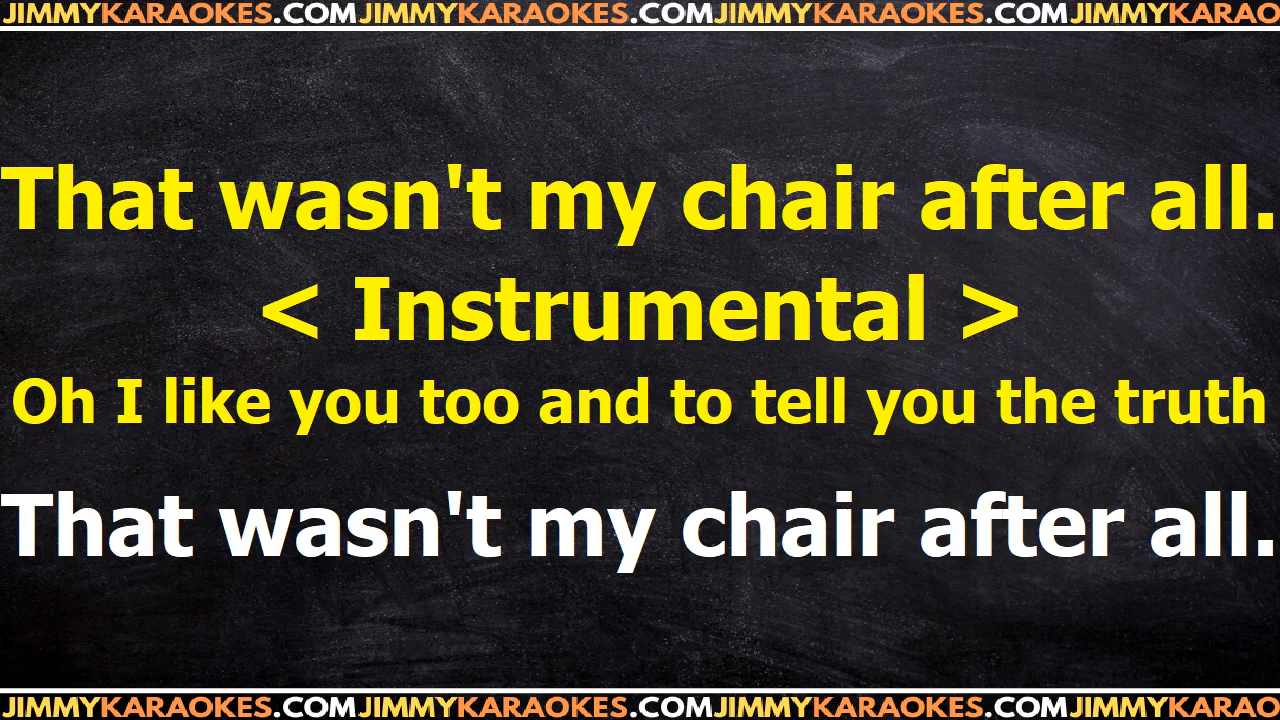 JIMMYKARAOKES.COMJIMMYKARAOKES.COMJIMMYKARAOKES.COMJIMMYKARAO
That wasn't my chair after all.
< Instrumental >
Oh I like you too and to tell you the truth
That wasn't my chair after all.
JIMMYKARAOKES.COMJIMMYKARAOKES.COMJIMMYKARAOKES.COMJIMMYKARAO